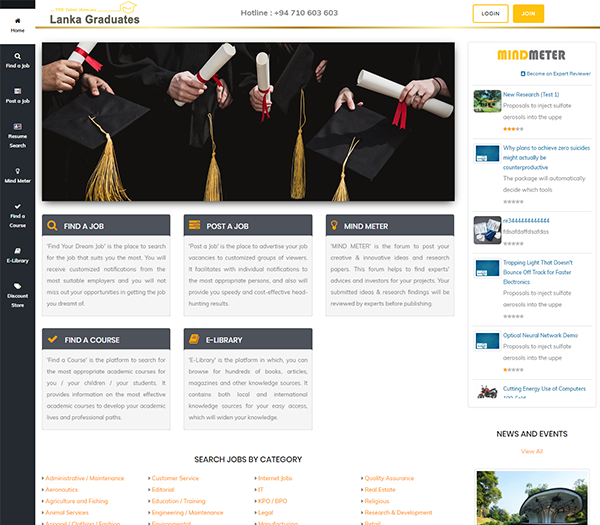 Lanka Graduates
Hotline : +94 710 603 603
LOGIN
JOIN
Home
Find a Job
Post a Job
Resume
Search
Mind Meter
Find a
Course
E-Library
Discount
Store
FIND A JOB
'Find Your Dream Job' is the place to search
for the job that suits you the most. You will
receive customized notifications from the
most suitable employers and you will not
miss out your opportunities in getting the job
you dreamt of.
POST A JOB
'Post a job' is the place to advertise your job
vacancies to customized groups of viewers.
It facilitates with individual notifications to
the most appropriate persons, and also will
provide you speedy and cost-effective head-
hunting results.
MIND METER
'MIND METER' is the forum to post your
creative & innovative ideas and research
papers. This forum helps to find experts'
advices and investors for your projects. Your
submitted ideas & research findings will be
reviewed by experts before publishing.
FIND A COURSE
'Find a Course' is the platform to search for
the most appropriate academic courses for
you / your children / your students. It
provides information on the most effective
academic courses to develop your academic
lives and professional paths.
E-LIBRARY
'E-Library' is the platform in which, you can
browse for hundreds of books, articles,
magazines and other knowledge sources. It
contains both local and international
knowledge sources for your easy access,
which will widen your knowledge.
MINDMETER
Become an Expert Reviewer
New Research (Test 1)
Proposals to inject sulfate
aerosols into the uppe
Why plans to achieve zero suicides
might actually be
counterproductive
The package will automatically
decide which tools
Trapping Light That Doesn't
Bounce Off Track for Faster
Electronics
Proposals to inject sulfate
aerosols into the uppe
Optical Neural Network Demo
Proposals to inject sulfate
aerosols into the uppe
Cutting Energy Use of Computers
NEWS AND EVENTS
View All
SEARCH JOBS BY CATEGORY
Administrative / Maintenance
Customer Service
Internet Jobs
Quality Assurance
Aeronautics
Editorial
IT
Real Estate
Agriculture and Fishing
Education / Training
KPO / BPO
Religious
Animal Services
Engineering / Maintenance
Legal
Research & Development
Apparel / Clothing / Fashion
Environmental
Manufacturing
Retail